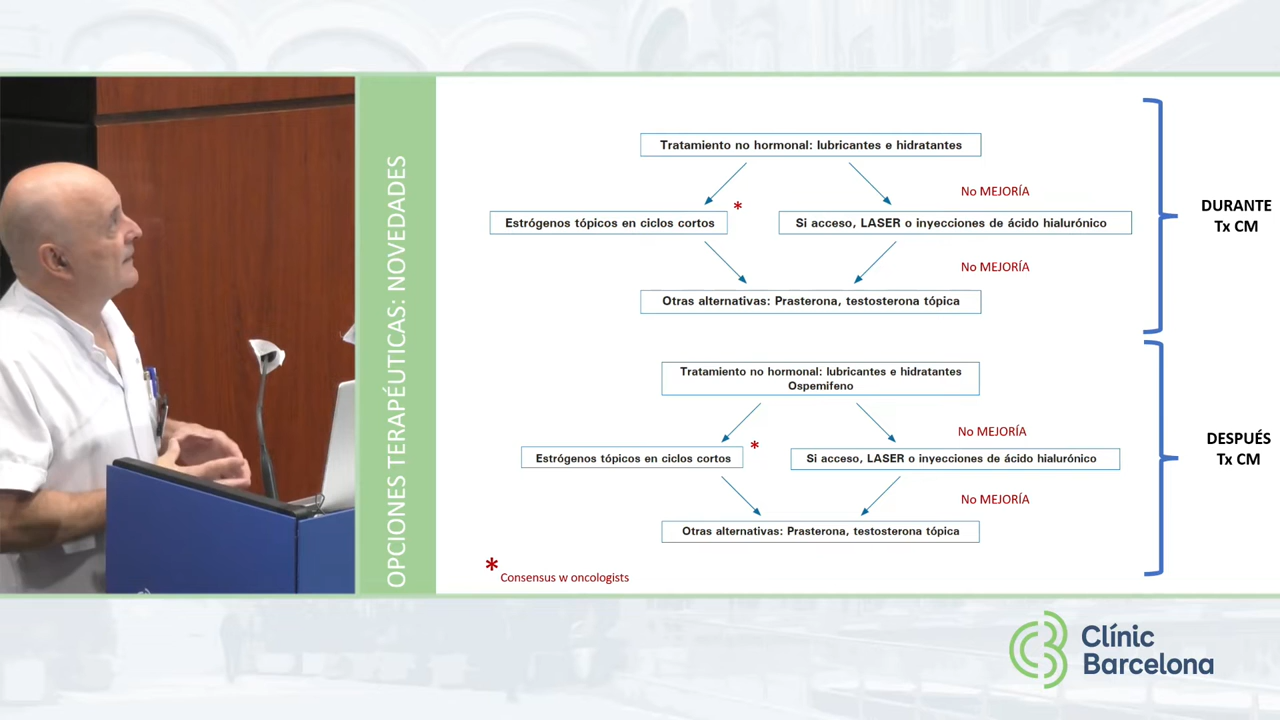 OPCIONES TERAPÉUTICAS: NOVEDADES
Tratamiento no hormonal: lubricantes e hidratantes
No MEJORÍA
Estrógenos tópicos en ciclos cortos
*
Si acceso, LASER o inyecciones de ácido hialurónico
No MEJORÍA
Otras alternativas: Prasterona, testosterona tópica
DURANTE
Tx CM
Tratamiento no hormonal: lubricantes e hidratantes
Ospemifeno
No MEJORÍA
Estrógenos tópicos en ciclos cortos
*
Si acceso, LASER o inyecciones de ácido hialurónico
No MEJORÍA
Otras alternativas: Prasterona, testosterona tópica
DESPUÉS
Tx CM
* Consensus w oncologists
Clínic
Barcelona